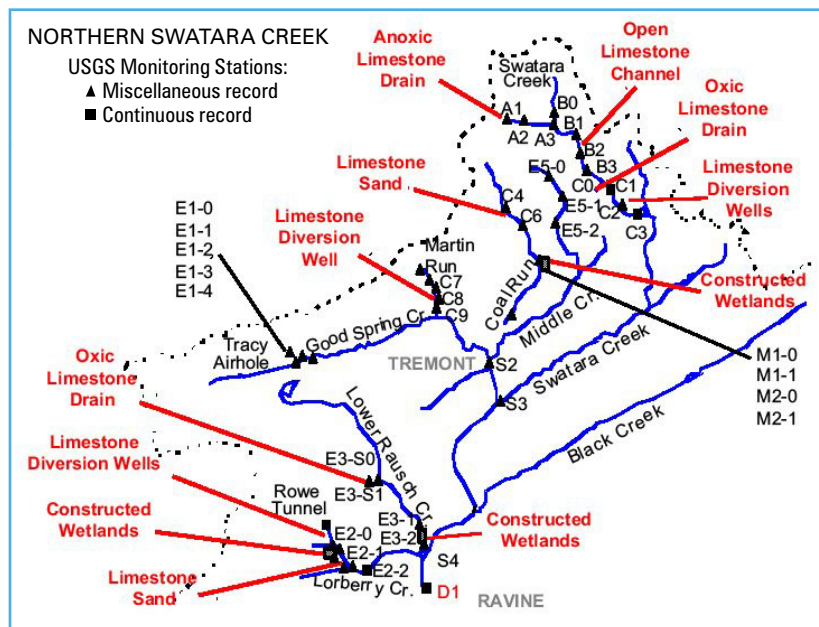 NORTHERN SWATARA CREEK
USGS Monitoring Stations:
▲ Miscellaneous record
■ Continuous record
Anoxic
Limestone
Drain
Swatara
Creek
Open
Limestone
Channel
Oxic
Limestone
Drain
A1
A2
A3
B0
B1
B2
B3
C0
C1
C2
C3
Limestone
Diversion
Wells
Limestone
Sand
E5-0
E5-1
E5-2
C4
C6
Limestone
Diversion
Well
Martin
Run
C7
C8
C9
E1-0
E1-1
E1-2
E1-3
E1-4
Coal Run
Middle Cr.
Constructed
Wetlands
M1-0
M1-1
M2-0
M2-1
Tracy
Airhole
Good Spring Cr.
TREMONT
S2
S3
Swatara Creek
Black Creek
Oxic
Limestone
Drain
Lower Rausch Cr.
E3-S0
E3-S1
Limestone
Diversion Wells
Rowe
Tunnel
Constructed
Wetlands
E2-0
E2-1
E2-2
E3-1
E3-2
Constructed
Wetlands
S4
Limestone
Sand
Lorberry Cr.
D1
RAVINE